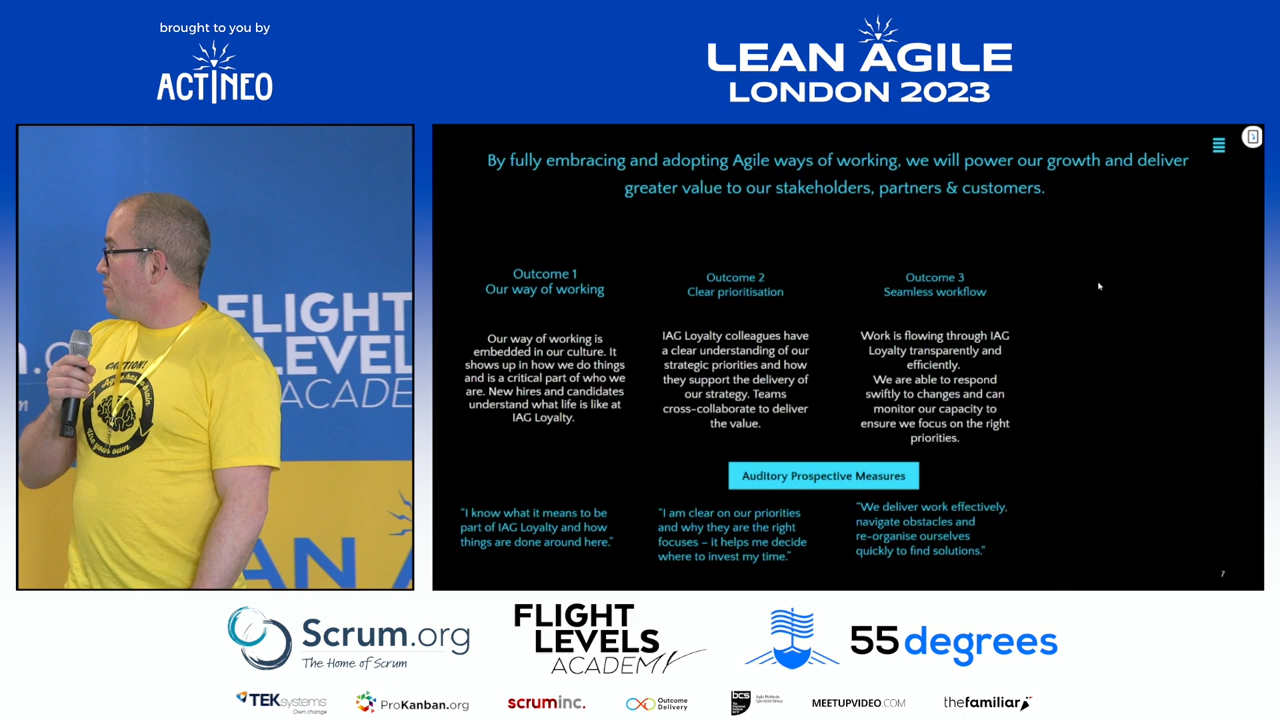 brought to you by
ACTINEO
LEAN AGILE
LONDON 2023
FLIGHT
LEVELS
ACADE
CAUTION!
use your own
AN A
By fully embracing and adopting Agile ways of working, we will power our growth and deliver
greater value to our stakeholders, partners & customers.
Outcome 1
Our way of working
Our way of working is
embedded in our culture. It
shows up in how we do things
and is a critical part of who we
are. New hires and candidates
understand what life is like at
IAG Loyalty.
"I know what it means to be
part of IAG Loyalty and how
things are done around here."
Outcome 2
Clear prioritisation
IAG Loyalty colleagues have
a clear understanding of our
strategic priorities and how
they support the delivery of
our strategy. Teams
cross-collaborate to deliver
the value.
Auditory Prospective Measures
"I am clear on our priorities
and why they are the right
focuses – it helps me decide
where to invest my time."
Outcome 3
Seamless workflow
Work is flowing through IAG
Loyalty transparently and
efficiently.
We are able to respond
swiftly to changes and can
monitor our capacity to
ensure we focus on the right
priorities.
"We deliver work effectively,
navigate obstacles and
re-organise ourselves
quickly to find solutions."
7
Scrum.org
The Home of Scrum
FLIGHT
LEVELS
ACADEMY
55 degrees
TEKsystems
Own change
ProKanban.org
scruminc.
Outcome
Delivery
bcs
MEETUPVIDEO.COM
thefamiliar